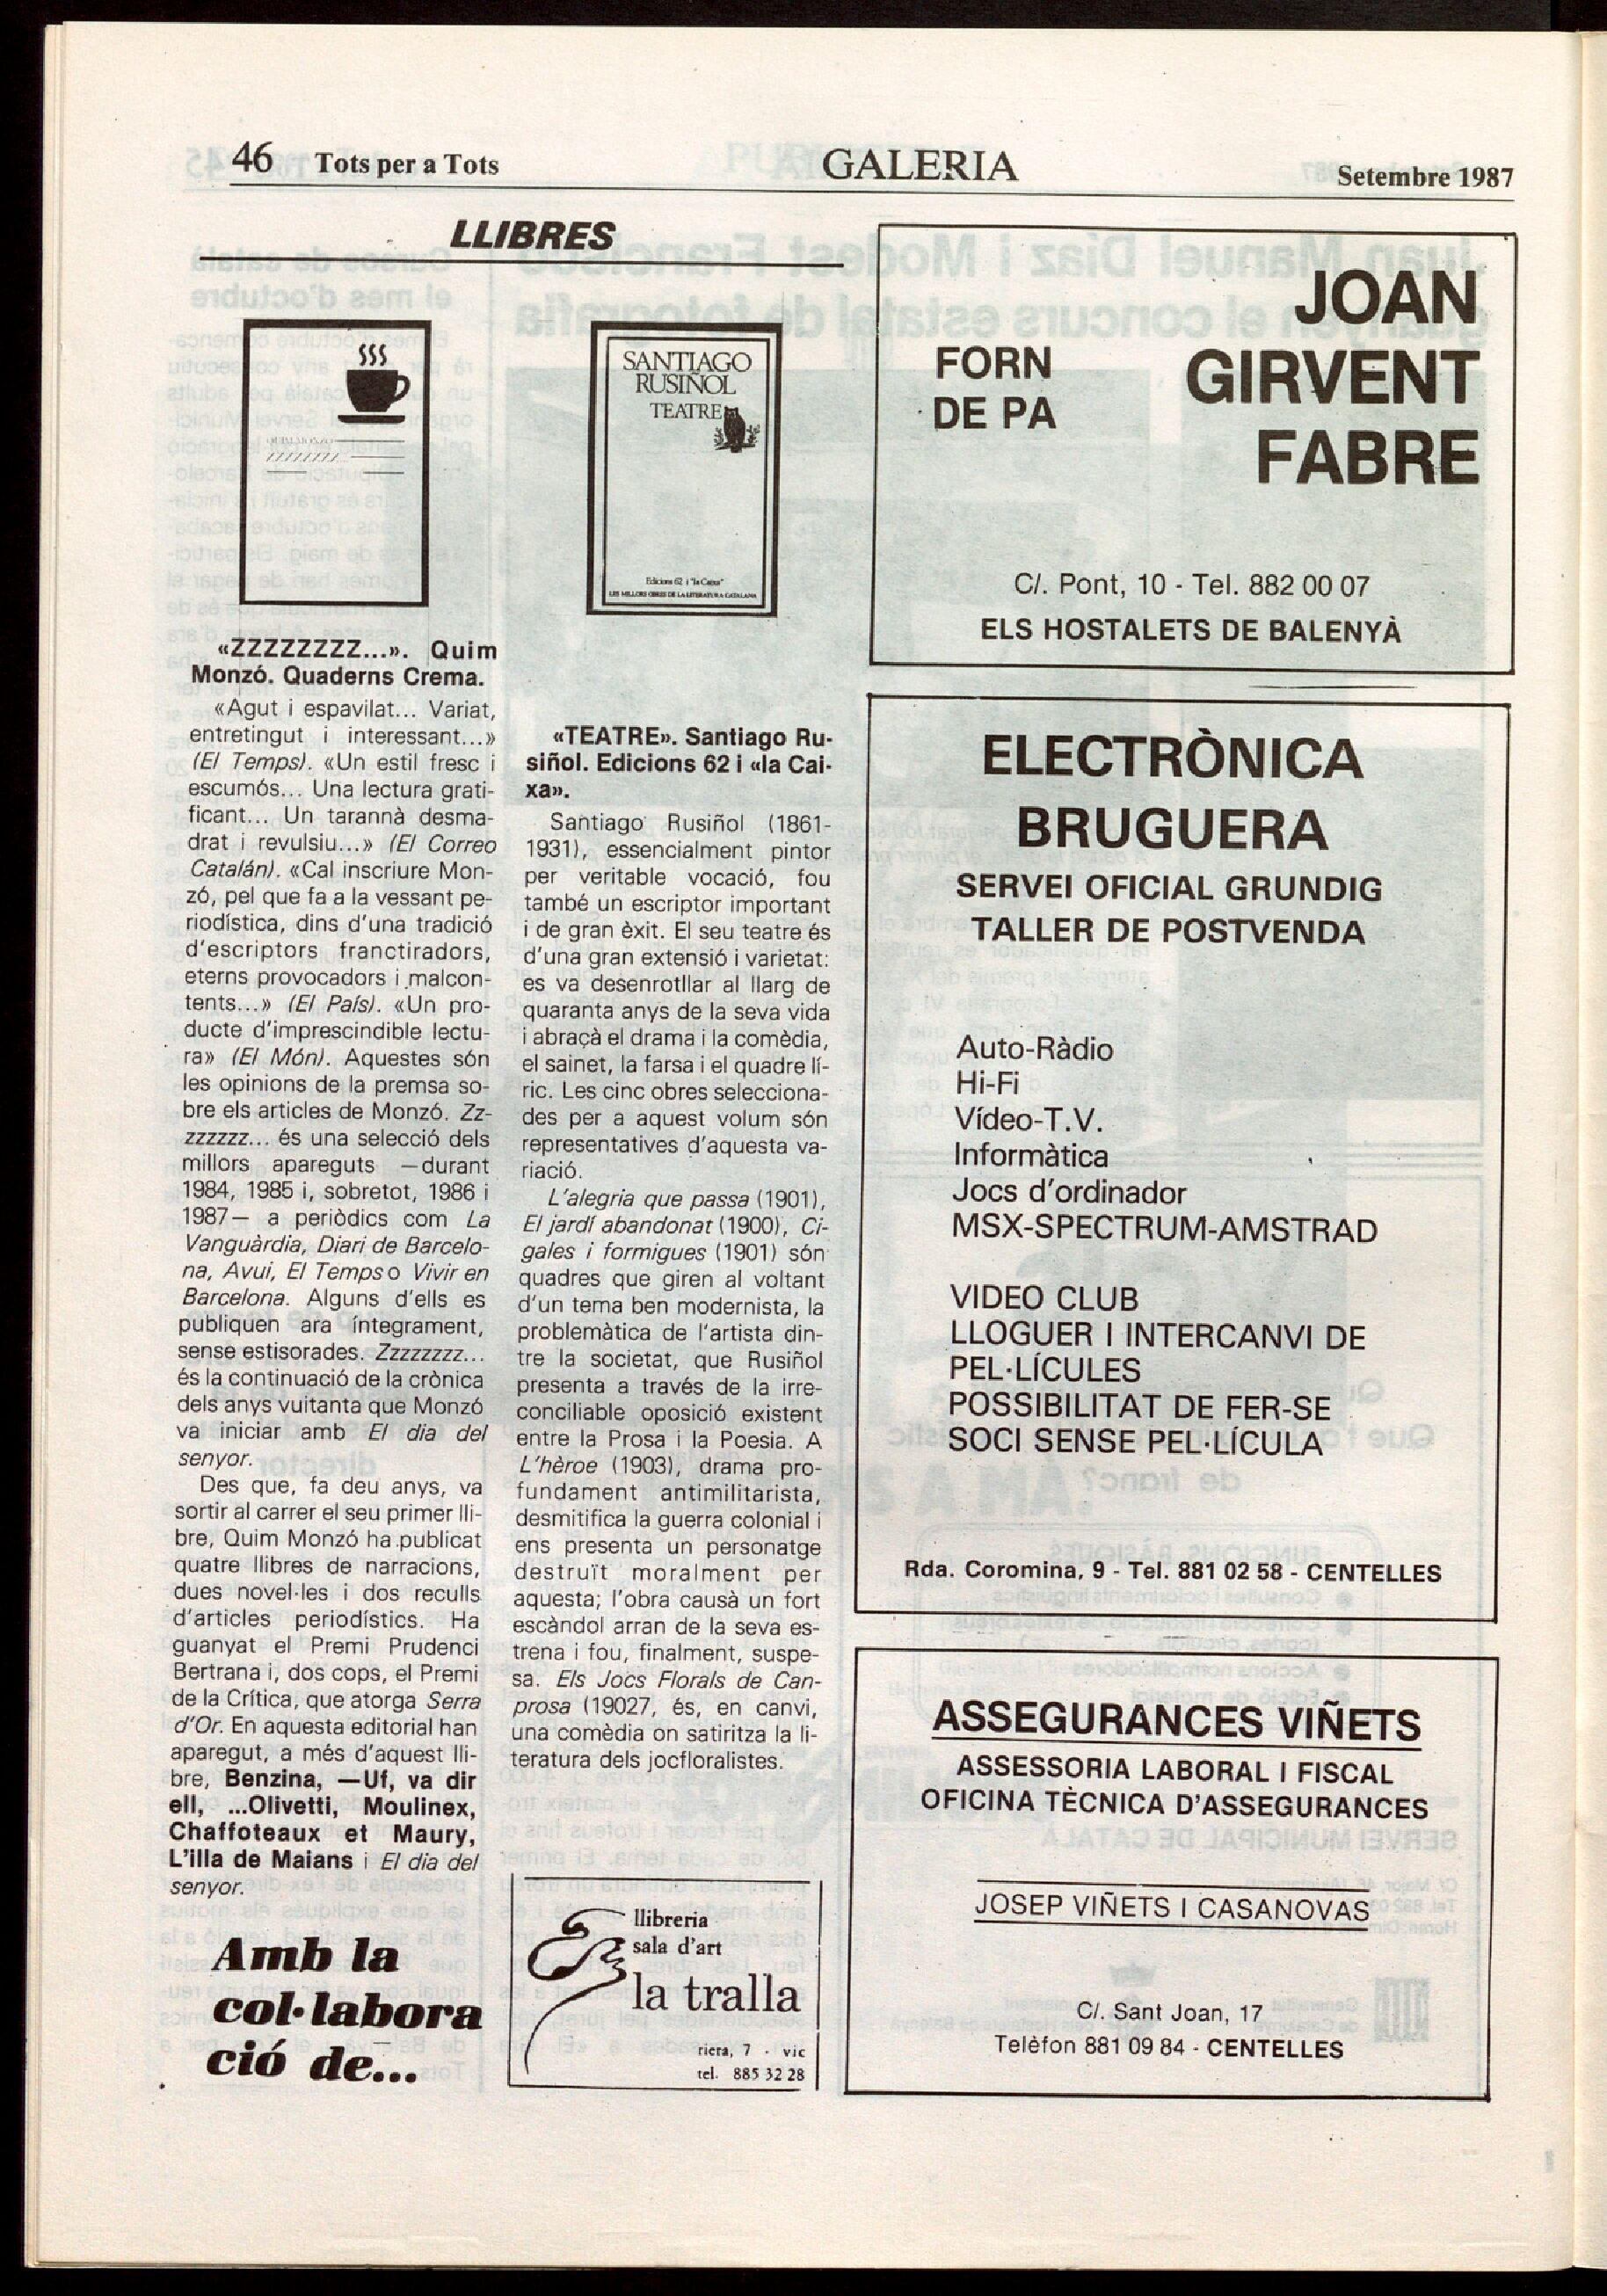 46 Tots per a Tots
GALERIA
Setembre 1987
LLIBRES
SANTIAGO
RUSIÑOL
TEATRE
Edicions 62 i "la Caixa"
LES MILLORS OBRES DE LA LITERATURA CATALANA
«ZZZZZZZZ...». Quim
Monzó. Quaderns Crema.
«Agut i espavilat... Variat,
entretingut i interessant...»
(El Temps). «Un estil fresc i
escumós... Una lectura grati-
ficant... Un tarannà desma-
drat i revulsiu...» (El Correo
Catalán). «Cal inscriure Mon-
zó, pel que fa a la vessant pe-
riodística, dins d'una tradició
d'escriptors franctiradors,
eterns provocadors i malcon-
tents...» (El País). «Un pro-
ducte d'imprescindible lectu-
ra» (El Món). Aquestes són
les opinions de la premsa so-
bre els articles de Monzó. Zz-
zzzzzz... és una selecció dels
millors apareguts —durant
1984, 1985 i, sobretot, 1986 i
1987— a periòdics com La
Vanguàrdia, Diari de Barcelo-
na, Avui, El Temps o Vivir en
Barcelona. Alguns d'ells es
publiquen ara íntegrament,
sense estisorades. Zzzzzzzz...
és la continuació de la crònica
dels anys vuitanta que Monzó
va iniciar amb El dia del
senyor.
Des que, fa deu anys, va
sortir al carrer el seu primer lli-
bre, Quim Monzó ha publicat
quatre llibres de narracions,
dues novel·les i dos reculls
d'articles periodístics. Ha
guanyat el Premi Prudenci
Bertrana i, dos cops, el Premi
de la Crítica, que atorga Serra
d'Or. En aquesta editorial han
aparegut, a més d'aquest lli-
bre, Benzina, —Uf, va dir
ell, ...Olivetti, Moulinex,
Chaffoteaux et Maury,
L'illa de Maians i El dia del
senyor.
Amb la
col·labora
ció de...
«TEATRE». Santiago Ru-
siñol. Edicions 62 i «la Cai-
xa».
Santiago Rusiñol (1861-
1931), essencialment pintor
per veritable vocació, fou
també un escriptor important
i de gran èxit. El seu teatre és
d'una gran extensió i varietat:
es va desenrotllar al llarg de
quaranta anys de la seva vida
i abraçà el drama i la comèdia,
el sainet, la farsa i el quadre lí-
ric. Les cinc obres selecciona-
des per a aquest volum són
representatives d'aquesta va-
riació.
L'alegria que passa (1901),
El jardí abandonat (1900), Ci-
gales i formigues (1901) són
quadres que giren al voltant
d'un tema ben modernista, la
problemàtica de l'artista din-
tre la societat, que Rusiñol
presenta a través de la irre-
conciliable oposició existent
entre la Prosa i la Poesia. A
L'hèroe (1903), drama pro-
fundament antimilitarista,
desmitifica la guerra colonial i
ens presenta un personatge
destruït moralment per
aquesta; l'obra causà un fort
escàndol arran de la seva es-
trena i fou, finalment, suspe-
sa. Els Jocs Florals de Can-
prosa (19027, és, en canvi,
una comèdia on satiritza la li-
teratura dels jocfloralistes.
llibreria
sala d'art
la tralla
riera, 7 - vic
tel. 885 32 28
FORN
DE PA
JOAN
GIRVENT
FABRE
C/. Pont, 10 - Tel. 882 00 07
ELS HOSTALETS DE BALENYÀ
ELECTRÒNICA
BRUGUERA
SERVEI OFICIAL GRUNDIG
TALLER DE POSTVENDA
Auto-Ràdio
Hi-Fi
Vídeo-T.V.
Informàtica
Jocs d'ordinador
MSX-SPECTRUM-AMSTRAD
VIDEO CLUB
LLOGUER I INTERCANVI DE
PEL·LÍCULES
POSSIBILITAT DE FER-SE
SOCI SENSE PEL·LÍCULA
Rda. Coromina, 9 - Tel. 881 02 58 - CENTELLES
ASSEGURANCES VIÑETS
ASSESSORIA LABORAL I FISCAL
OFICINA TÈCNICA D'ASSEGURANCES
JOSEP VIÑETS I CASANOVAS
C/. Sant Joan, 17
Telèfon 881 09 84 - CENTELLES